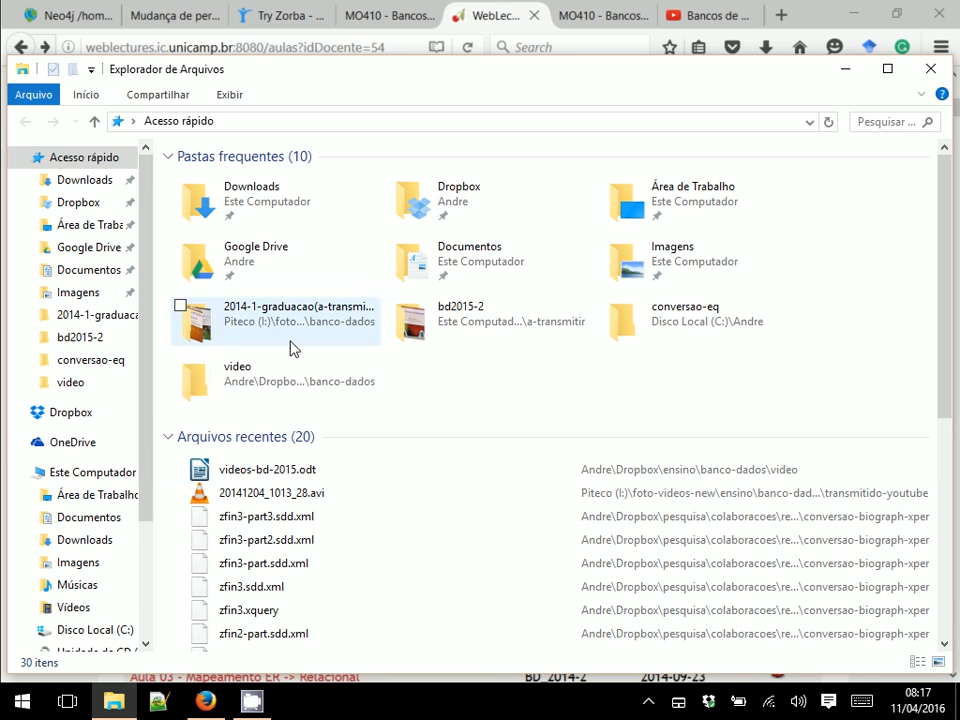 Neo4j /hom...
Mudança de per...
Try Zorba - ...
MO410 - Bancos...
WebLec...
MO410 - Bancos...
Bancos de ...
weblectures.ic.unicamp.br:8080/aulas?idDocente=54
Search
Explorador de Arquivos
Arquivo
Início
Compartilhar
Exibir
Acesso rápido
Pesquisar ...
Acesso rápido
Downloads
Dropbox
Área de Traba
Google Drive
Documentos
Imagens
2014-1-graduaca
bd2015-2
conversao-eq
video
Dropbox
OneDrive
Este Computador
Área de Trabalho
Documentos
Downloads
Imagens
Músicas
Vídeos
Disco Local (C:)
Pastas frequentes (10)
Downloads
Este Computador
Dropbox
Andre
Área de Trabalho
Este Computador
Google Drive
Andre
Documentos
Este Computador
Imagens
Este Computador
2014-1-graduacao(a-transmi...
Piteco (I:)\foto...\banco-dados
bd2015-2
Este Computad...\a-transmitir
conversao-eq
Disco Local (C:)\Andre
video
Andre\Dropbo...\banco-dados
Arquivos recentes (20)
videos-bd-2015.odt Andre\Dropbox\ensino\banco-dados\video
20141204_1013_28.avi Piteco (I:)\foto-videos-new\ensino\banco-dad...\transmitido-youtube
zfin3-part3.sdd.xml Andre\Dropbox\pesquisa\colaboracoes\re...\conversao-biograph-xper
zfin3-part2.sdd.xml Andre\Dropbox\pesquisa\colaboracoes\re...\conversao-biograph-xper
zfin3-part.sdd.xml Andre\Dropbox\pesquisa\colaboracoes\re...\conversao-biograph-xper
zfin3.sdd.xml Andre\Dropbox\pesquisa\colaboracoes\re...\conversao-biograph-xper
zfin3.xquery Andre\Dropbox\pesquisa\colaboracoes\re...\conversao-biograph-xper
zfin2-part.sdd.xml Andre\Dropbox\pesquisa\colaboracoes\re...\conversao-biograph-xper
30 itens
Aula 03 - Mapeamento ER -> Relacional BD_2014-2 2014-09-23
08:17
11/04/2016